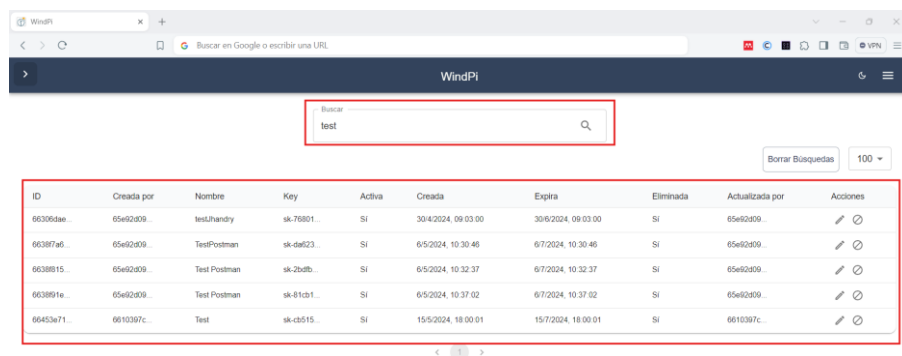 WindPi
Buscar en Google o escribir una URL
VPN
WindPi
Buscar
test
Borrar Búsquedas 100
ID Creada por Nombre Key Activa Creada Expira Eliminada Actualizada por Acciones
66306dae... 65e92d09... testJhandry sk-76801... Sí 30/4/2024, 09:03:00 30/6/2024, 09:03:00 Sí 65e92d09...
6638f7a6... 65e92d09... TestPostman sk-da623... Sí 6/5/2024, 10:30:46 6/7/2024, 10:30:46 Sí 65e92d09...
6638f815... 65e92d09... Test Postman sk-2bdfb... Sí 6/5/2024, 10:32:37 6/7/2024, 10:32:37 Sí 65e92d09...
6638f91e... 65e92d09... Test Postman sk-81cb1... Sí 6/5/2024, 10:37:02 6/7/2024, 10:37:02 Sí 65e92d09...
66453e71... 6610397c... Test sk-cb515... Sí 15/5/2024, 18:00:01 15/7/2024, 18:00:01 Sí 6610397c...
1